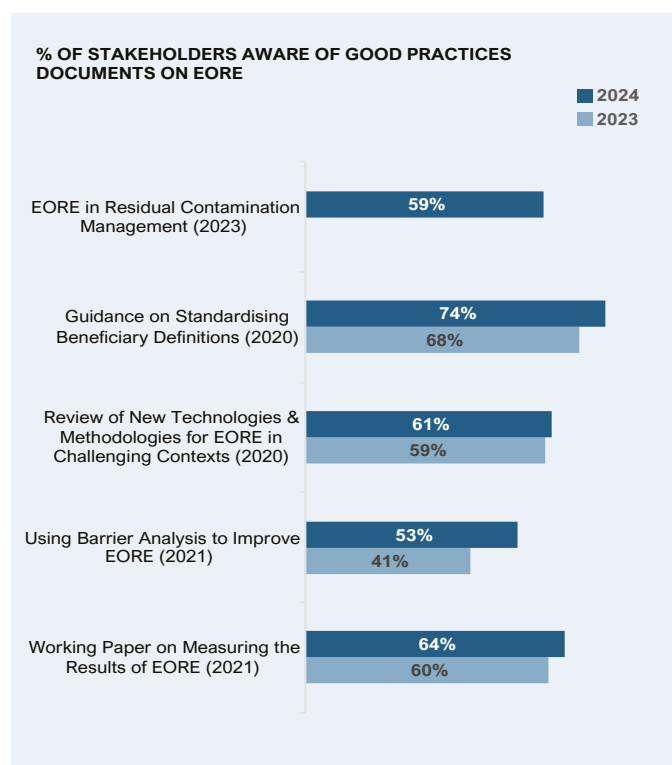 % OF STAKEHOLDERS AWARE OF GOOD PRACTICES
DOCUMENTS ON EORE
2024
2023
EORE in Residual Contamination
Management (2023)
59%
Guidance on Standardising
Beneficiary Definitions (2020)
74%
68%
Review of New Technologies &
Methodologies for EORE in
Challenging Contexts (2020)
61%
59%
Using Barrier Analysis to Improve
EORE (2021)
53%
41%
Working Paper on Measuring the
Results of EORE (2021)
64%
60%